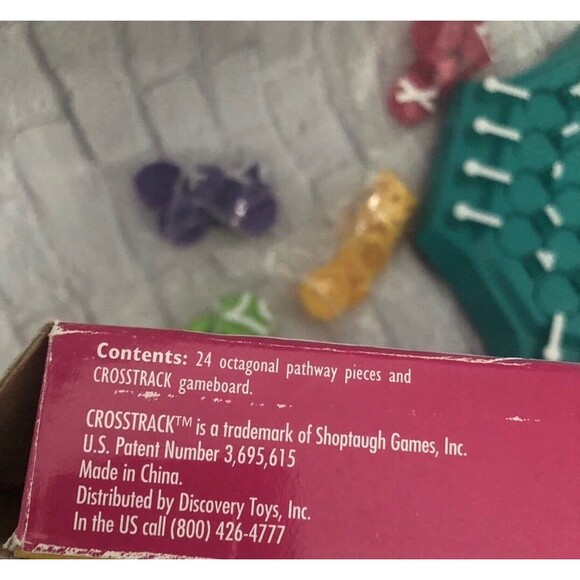 Contents: 24 octagonal pathway pieces and
CROSSTRACK gameboard.
CROSSTRACK™ is a trademark of Shoptaugh Games, Inc.
U.S. Patent Number 3,695,615
Made in China.
Distributed by Discovery Toys, Inc.
In the US call (800) 426-4777